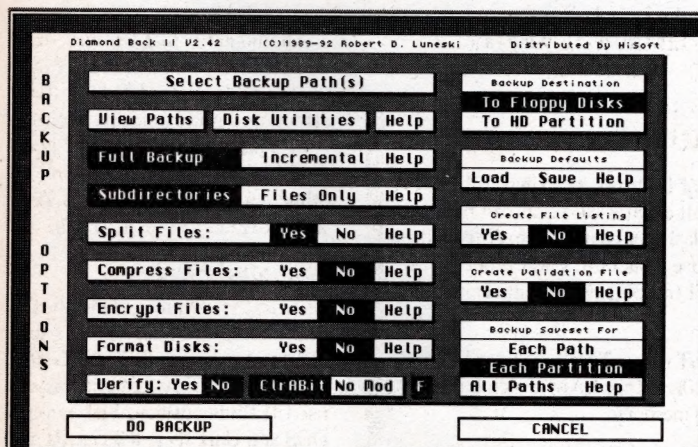 Diamond Back II V2.42 (C)1989-92 Robert D. Luneski Distributed by HiSoft
BACKUP OPTIONS
Select Backup Path(s)
View Paths Disk Utilities Help
Full Backup Incremental Help
Subdirectories Files Only Help
Split Files: Yes No Help
Compress Files: Yes No Help
Encrypt Files: Yes No Help
Format Disks: Yes No Help
Verify: Yes No ClrABit No Mod F
Backup Destination
To Floppy Disks
To HD Partition
Backup Defaults
Load Save Help
Create File Listing
Yes No Help
Create Validation File
Yes No Help
Backup Saveset For
Each Path
Each Partition
All Paths Help
DO BACKUP CANCEL